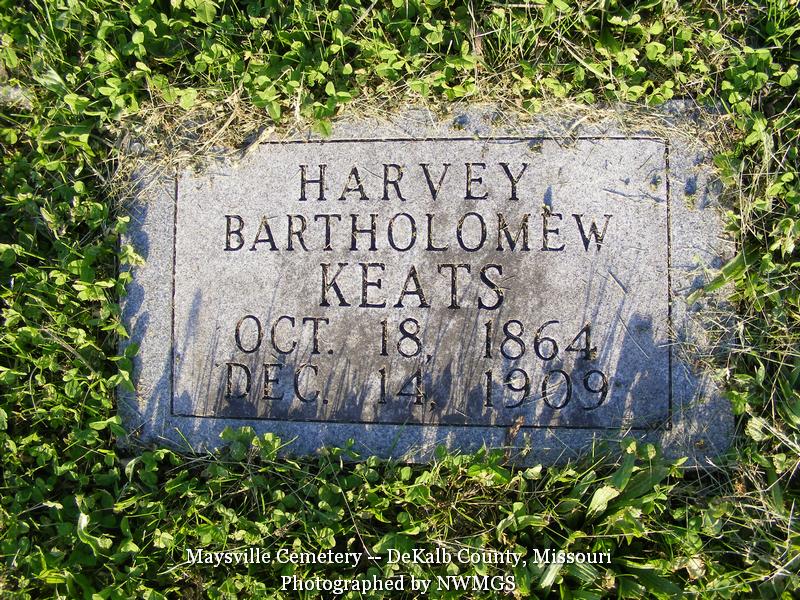 HARVEY
BARTHOLOMEW
KEATS
OCT. 18, 1864
DEC. 14, 1909
Maysville Cemetery -- DeKalb County, Missouri
Photographed by NWMGS